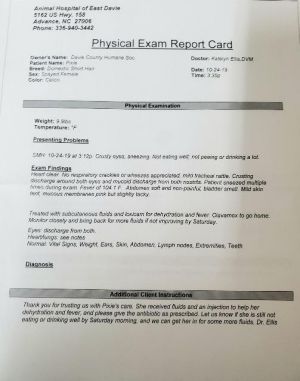 Animal Hospital of East Davie
5162 US Hwy. 158
Advance, NC 27006
Phone: 336-940-3442
Physical Exam Report Card
Owner's Name: Davie County Humane Soc
Patient Name: Pixie
Breed: Domestic Short Hair
Sex: Spayed Female
Color: Calico
Doctor: Katelyn Ellis, DVM
Date: 10-24-19
Time: 3:35p
Physical Examination
Weight: 9.9lbs
Temperature: °F
Presenting Problems
10-24-19 at 3:12p: Crusty eyes, sneezing. Not eating well, not peeing or drinking a lot.
Exam Findings
Heart clear. No respiratory crackles or wheezes appreciated, mild tracheal rattle. Crusting
discharge around both eyes and mucoid discharge from both nostrils. Patient sneezed multiple
times during exam. Fever of 104.1 F. Abdomen soft and non-painful, bladder small. Mild skin
tent, mucous membranes pink but slightly tacky.
Treated with subcutaneous fluids and for dehydration and fever. Clavamox to go home.
Monitor closely and bring back for more fluids if not improving by Saturday.
Eyes: discharge from both.
Heart/lungs: see notes
Normal: Vital Signs, Weight, Ears, Skin, Abdomen, Lymph nodes, Extremities, Teeth
Diagnosis
Additional Client Instructions
Thank you for trusting us with Pixie's care. She received fluids and an injection to help her
dehydration and fever, and please give the antibiotic as prescribed. Let us know if she is still not
eating or drinking well by Saturday morning, and we can get her in for some more fluids. Dr. Ellis